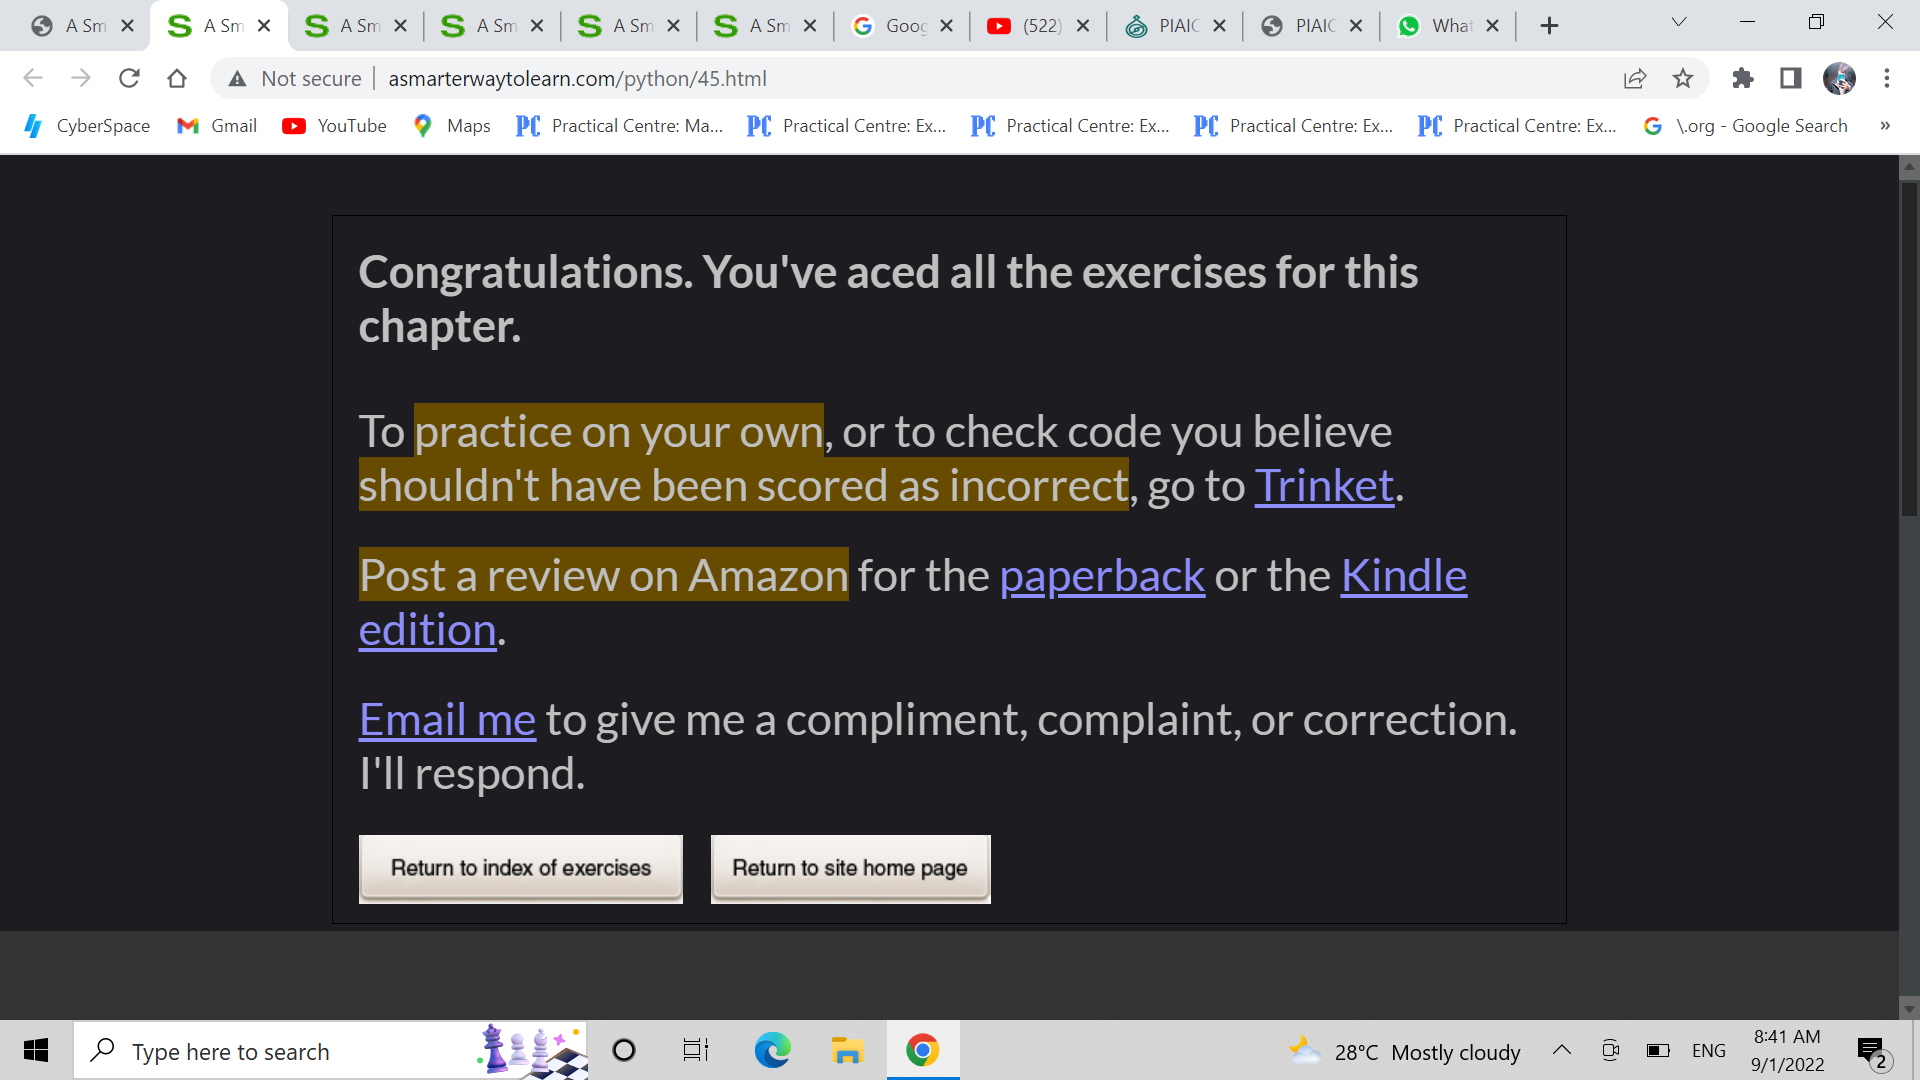 A Sm A Sm A Sm A Sm A Sm A Sm Goog (522) PIAIC PIAIC What
Not secure asmarterwaytolearn.com/python/45.html
CyberSpace Gmail YouTube Maps PC Practical Centre: Ma... PC Practical Centre: Ex... PC Practical Centre: Ex... PC Practical Centre: Ex... PC Practical Centre: Ex... \.org - Google Search »
Congratulations. You've aced all the exercises for this
chapter.
To practice on your own, or to check code you believe
shouldn't have been scored as incorrect, go to Trinket.
Post a review on Amazon for the paperback or the Kindle
edition.
Email me to give me a compliment, complaint, or correction.
I'll respond.
Return to index of exercises Return to site home page
Type here to search 28°C Mostly cloudy ENG 8:41 AM
9/1/2022 2